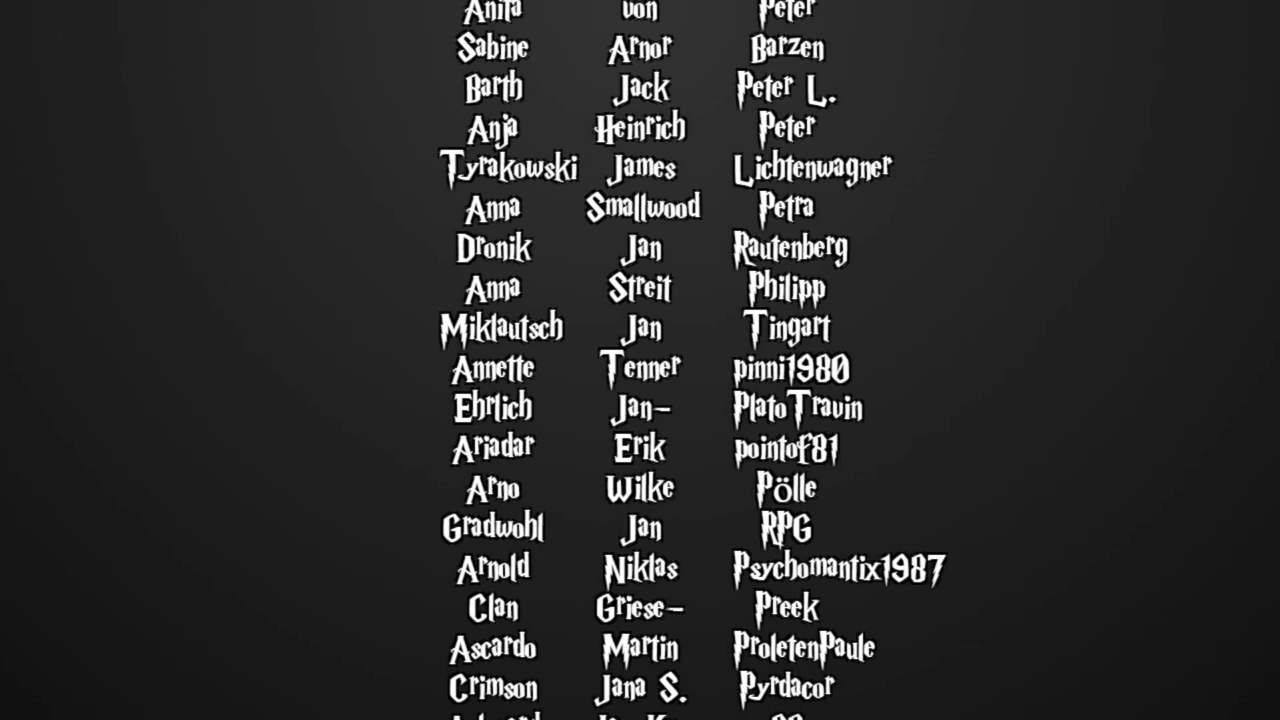 Anita von Peter
Sabine Arnor Barzen
Barth Jack Peter L.
Anja Heinrich Peter
Tyrakowski James Lichtenwagner
Anna Smallwood Petra
Dronik Jan Rautenberg
Anna Streit Philipp
Miklautsch Jan Tingart
Annette Tenner pinni1980
Ehrlich Jan- PlatoTravin
Ariadar Erik pointof81
Arno Wilke Pölle
Gradwohl Jan RPG
Arnold Niklas Psychomantix1987
Clan Griese- Preek
Ascardo Martin ProletenPaule
Crimson Jana S. Pyrdacor